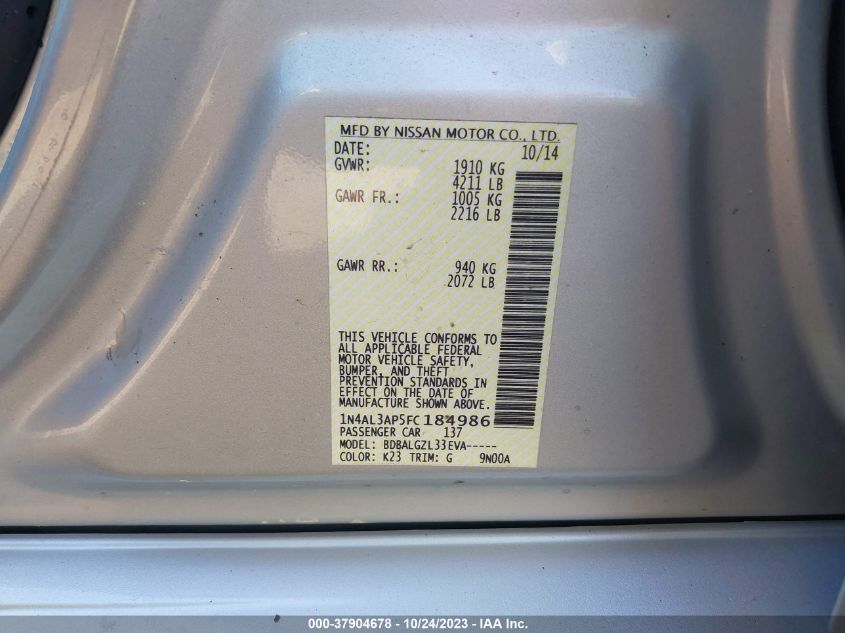 MFD BY NISSAN MOTOR CO., LTD.
DATE: 10/14
GVWR: 1910 KG
4211 LB
GAWR FR.: 1005 KG
2216 LB
GAWR RR.: 940 KG
2072 LB
THIS VEHICLE CONFORMS TO
ALL APPLICABLE FEDERAL
MOTOR VEHICLE SAFETY,
BUMPER, AND THEFT
PREVENTION STANDARDS IN
EFFECT ON THE DATE OF
MANUFACTURE SHOWN ABOVE.
1N4AL3AP5FC184986
PASSENGER CAR 137
MODEL: BDBALGZL33EVA-----
COLOR: K23 TRIM: G 9N00A
000-37904678 - 10/24/2023 - IAA Inc.